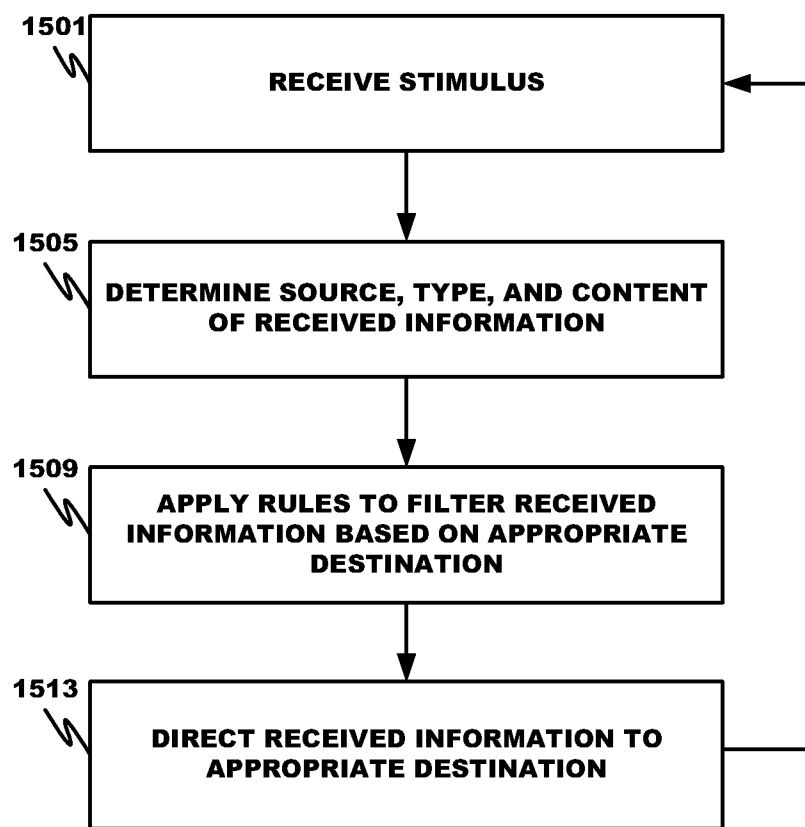 1501
RECEIVE STIMULUS
1505
DETERMINE SOURCE, TYPE, AND CONTENT
OF RECEIVED INFORMATION
1509
APPLY RULES TO FILTER RECEIVED
INFORMATION BASED ON APPROPRIATE
DESTINATION
1513
DIRECT RECEIVED INFORMATION TO
APPROPRIATE DESTINATION